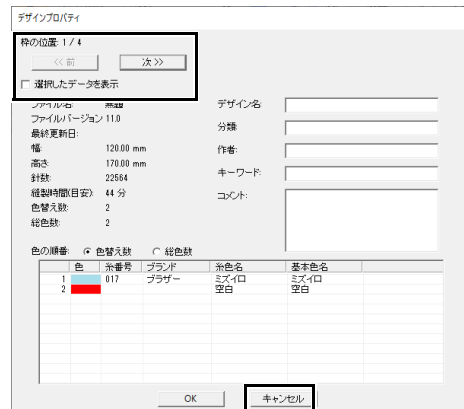 デザインプロパティ
枠の位置: 1 / 4
<< 前 次 >>
選択したデータを表示
ファイル名: 無題
ファイルバージョン 11.0
最終更新日:
幅: 120.00 mm
高さ: 170.00 mm
針数: 22564
縫製時間(目安): 44 分
色替え数: 2
総色数: 2
デザイン名:
分類:
作者:
キーワード:
コメント:
色の順番: 色替え数 総色数
色 糸番号 ブランド 糸色名 基本色名
1 017 ブラザー ミズイロ ミズイロ
2 空白 空白
OK キャンセル